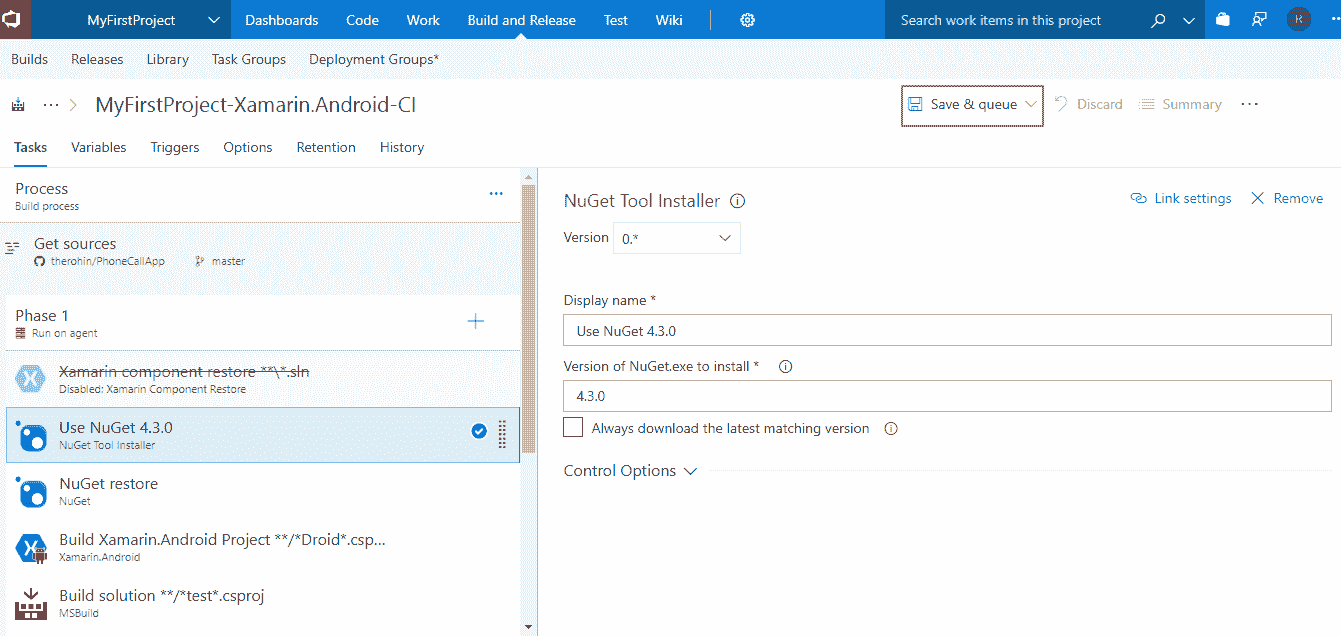 MyFirstProject Dashboards Code Work Build and Release Test Wiki Search work items in this project R
Builds Releases Library Task Groups Deployment Groups*
... MyFirstProject-Xamarin.Android-CI Save & queue Discard Summary ...
Tasks Variables Triggers Options Retention History
Process ...
Build process
Get sources
therohin/PhoneCallApp master
Phase 1
Run on agent
Xamarin component restore **\*.sln
Disabled: Xamarin Component Restore
Use NuGet 4.3.0
NuGet Tool Installer
NuGet restore
NuGet
Build Xamarin.Android Project **/*Droid*.csp...
Xamarin.Android
Build solution **/*test*.csproj
MSBuild
NuGet Tool Installer Link settings Remove
Version 0.*
Display name *
Use NuGet 4.3.0
Version of NuGet.exe to install *
4.3.0
Always download the latest matching version
Control Options